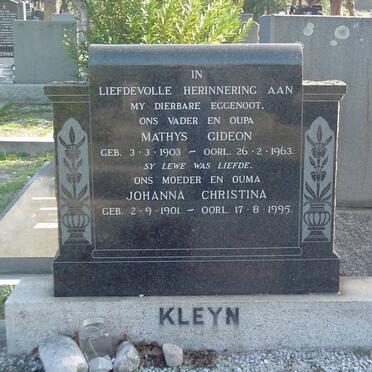 IN
LIEFDEVOLLE HERINNERING AAN
MY DIERBARE EGGENOOT,
ONS VADER EN OUPA
MATHYS GIDEON
GEB. 3-3-1903 - OORL. 26-2-1963.
SY LEWE WAS LIEFDE.
ONS MOEDER EN OUMA
JOHANNA CHRISTINA
GEB. 2-9-1901 - OORL. 17-8-1995.
KLEYN